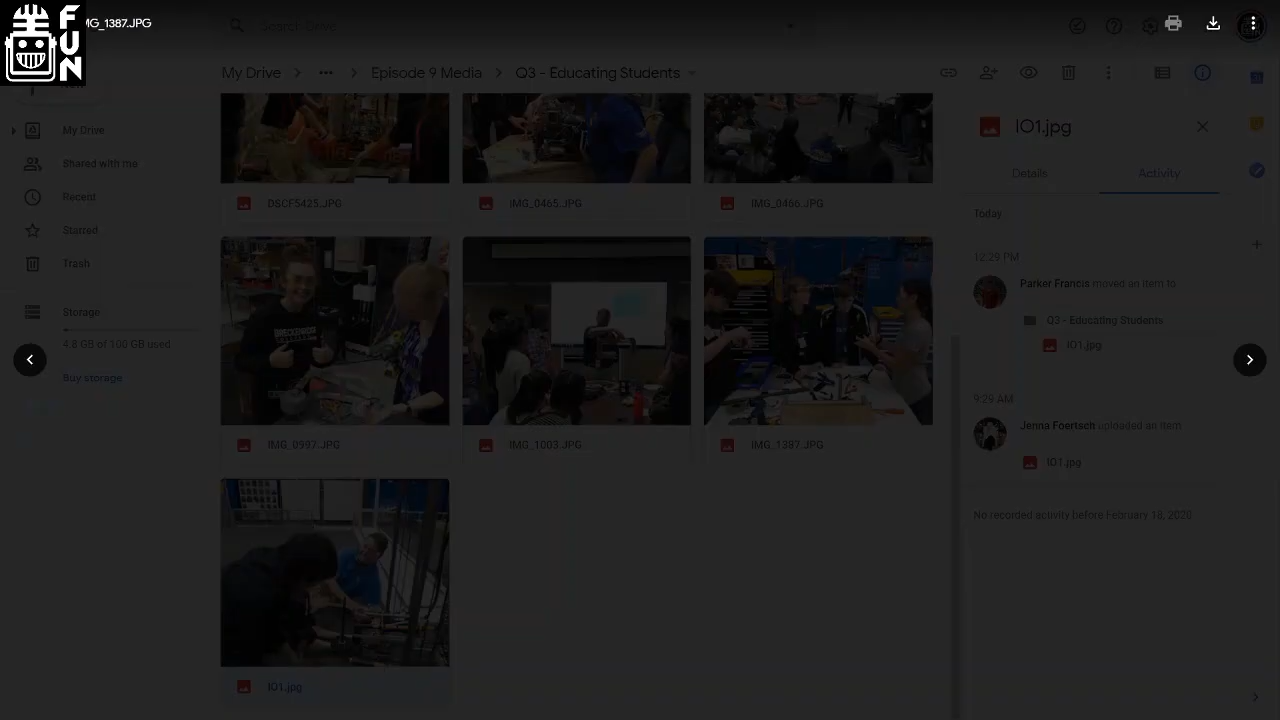 FUN
MG_1387.JPG
Search Drive
My Drive
Episode 9 Media
Q3 - Educating Students
My Drive
Shared with me
Recent
Starred
Trash
Storage
4.8 GB of 100 GB used
Buy storage
DSCF5425.JPG
IMG_0465.JPG
IMG_0466.JPG
IMG_0997.JPG
IMG_1003.JPG
IMG_1387.JPG
IO1.jpg
IO1.jpg
Details
Activity
Today
12:29 PM
Parker Francis moved an item to
Q3 - Educating Students
IO1.jpg
9:29 AM
Jenna Foertsch uploaded an item
IO1.jpg
No recorded activity before February 18, 2020